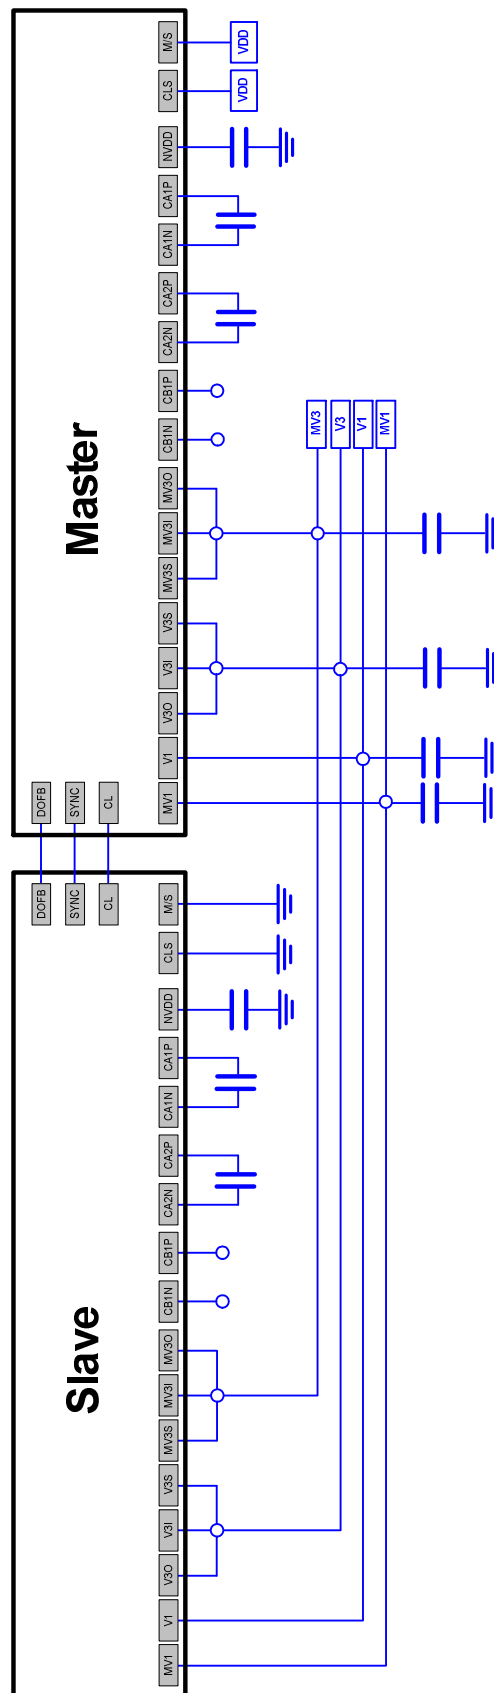 Master
M/S
CLS
NVDD
CA1P
CA1N
CA2P
CA2N
CB1P
CB1N
MV3O
MV3I
MV3S
V3S
V3I
V3O
V1
MV1
VDD
VDD
MV3
V3
V1
MV1
DOFB
SYNC
CL
DOFB
SYNC
CL
Slave
M/S
CLS
NVDD
CA1P
CA1N
CA2P
CA2N
CB1P
CB1N
MV3O
MV3I
MV3S
V3S
V3I
V3O
V1
MV1